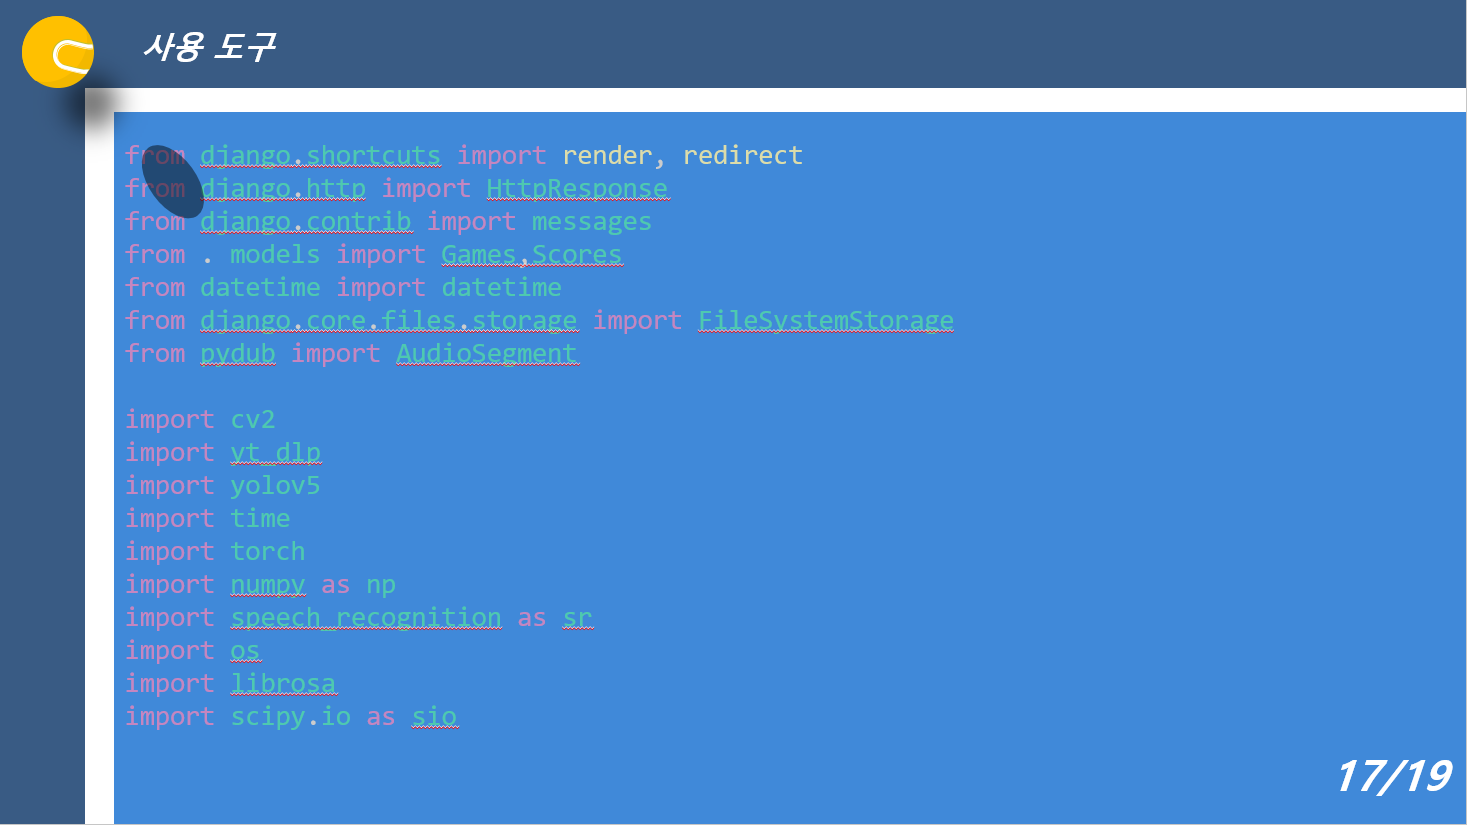 사용 도구
from django.shortcuts import render, redirect
from django.http import HttpResponse
from django.contrib import messages
from . models import Games,Scores
from datetime import datetime
from django.core.files.storage import FileSystemStorage
from pydub import AudioSegment
import cv2
import yt_dlp
import yolov5
import time
import torch
import numpy as np
import speech_recognition as sr
import os
import librosa
import scipy.io as sio
17/19